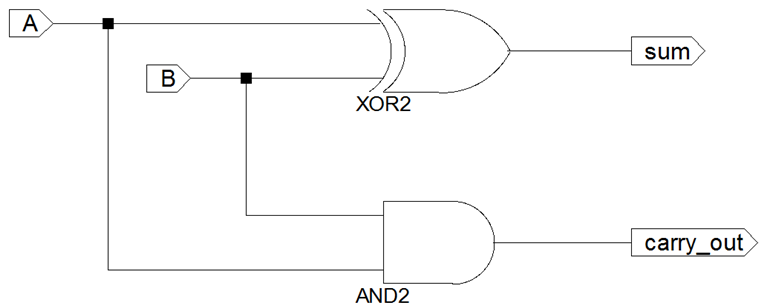 A
sum
B
XOR2
carry_out
AND2